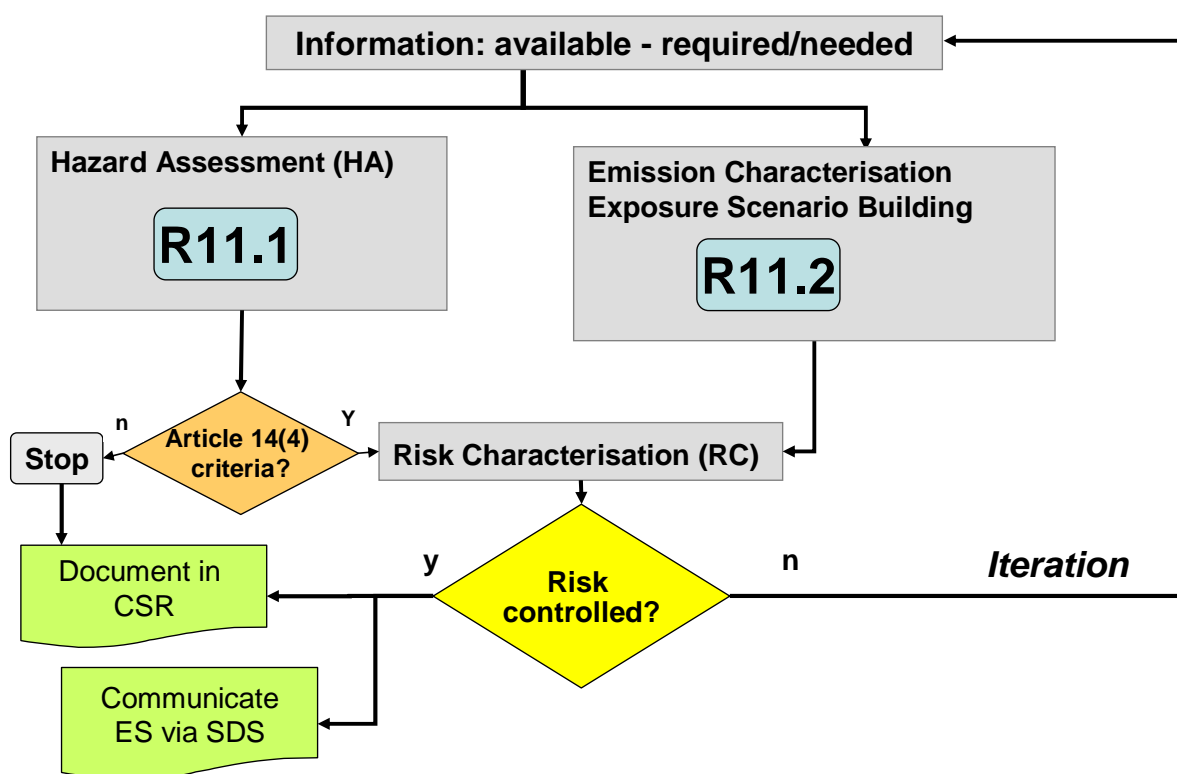 Information: available - required/needed
Hazard Assessment (HA)
R11.1
Emission Characterisation
Exposure Scenario Building
R11.2
n
Y
Stop
Article 14(4)
criteria?
Risk Characterisation (RC)
y
n
Iteration
Risk
controlled?
Document in
CSR
Communicate
ES via SDS